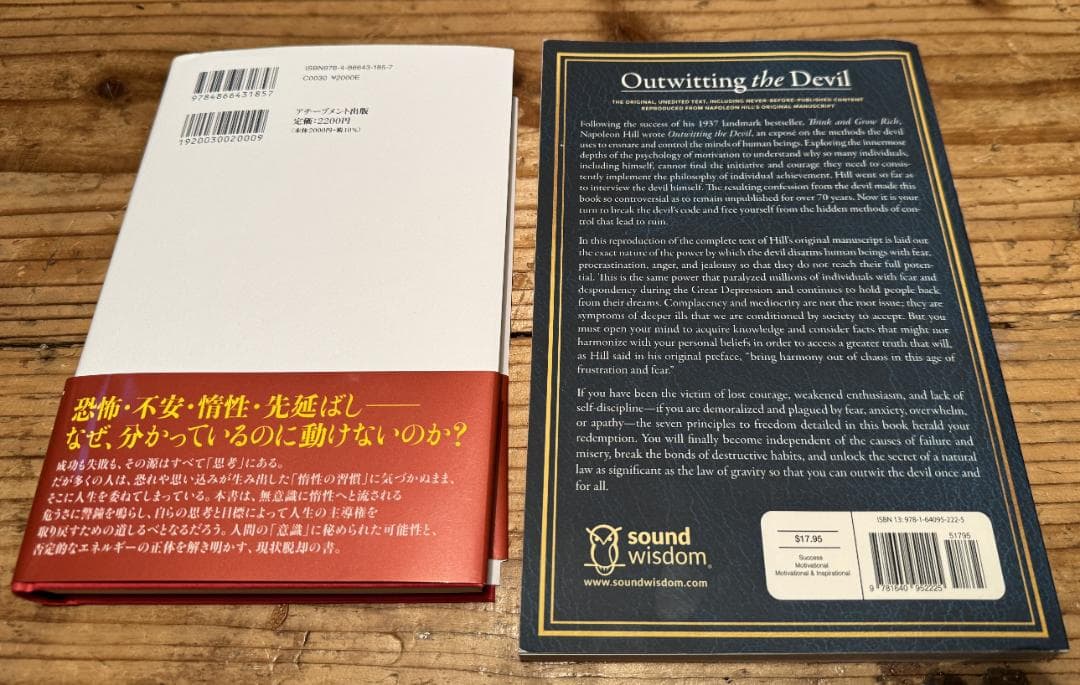 ISBN978-4-86643-185-7
C0030 ¥2000E
9784866431857
アチーブメント出版
定価:2200円
(本体2000円+税10%)
1920030020009
恐怖・不安・惰性・先延ばし――
なぜ、分かっているのに動けないのか?
成功も失敗も、その源はすべて「思考」にある。
だが多くの人は、恐れや思い込みが生み出した「惰性の習慣」に気づかぬまま、
そこに人生を委ねてしまっている。本書は、無意識に惰性へと流される
危うさに警鐘を鳴らし、自らの思考と目標によって人生の主導権を
取り戻すための道しるべとなるだろう。人間の「意識」に秘められた可能性と、
否定的なエネルギーの正体を解き明かす、現状脱却の書。
Outwitting the Devil
THE ORIGINAL, UNEDITED TEXT, INCLUDING NEVER-BEFORE-PUBLISHED CONTENT
REPRODUCED FROM NAPOLEON HILL'S ORIGINAL MANUSCRIPT
Following the success of his 1937 landmark bestseller, Think and Grow Rich,
Napoleon Hill wrote Outwitting the Devil, an exposé on the methods the devil
uses to ensnare and control the minds of human beings. Exploring the innermost
depths of the psychology of motivation to understand why so many individuals,
including himself, cannot find the initiative and courage they need to consis-
tently implement the philosophy of individual achievement, Hill went so far as
to interview the devil himself. The resulting confession from the devil made this
book so controversial as to remain unpublished for over 70 years. Now it is your
turn to break the devil's code and free yourself from the hidden methods of con-
trol that lead to ruin.
In this reproduction of the complete text of Hill's original manuscript is laid out
the exact nature of the power by which the devil disarms human beings with fear,
procrastination, anger, and jealousy so that they do not reach their full poten-
tial. This is the same power that paralyzed millions of individuals with fear and
despondency during the Great Depression and continues to hold people back
from their dreams. Complacency and mediocrity are not the root issue; they are
symptoms of deeper ills that we are conditioned by society to accept. But you
must open your mind to acquire knowledge and consider facts that might not
harmonize with your personal beliefs in order to access a greater truth that will,
as Hill said in his original preface, "bring harmony out of chaos in this age of
frustration and fear."
If you have been the victim of lost courage, weakened enthusiasm, and lack of
self-discipline—if you are demoralized and plagued by fear, anxiety, overwhelm,
or apathy—the seven principles to freedom detailed in this book herald your
redemption. You will finally become independent of the causes of failure and
misery, break the bonds of destructive habits, and unlock the secret of a natural
law as significant as the law of gravity so that you can outwit the devil once and
for all.
sound
wisdom
www.soundwisdom.com
$17.95
Success
Motivational
Motivational & Inspirational
ISBN 13: 978-1-64095-222-5
51795
9 781640 952225